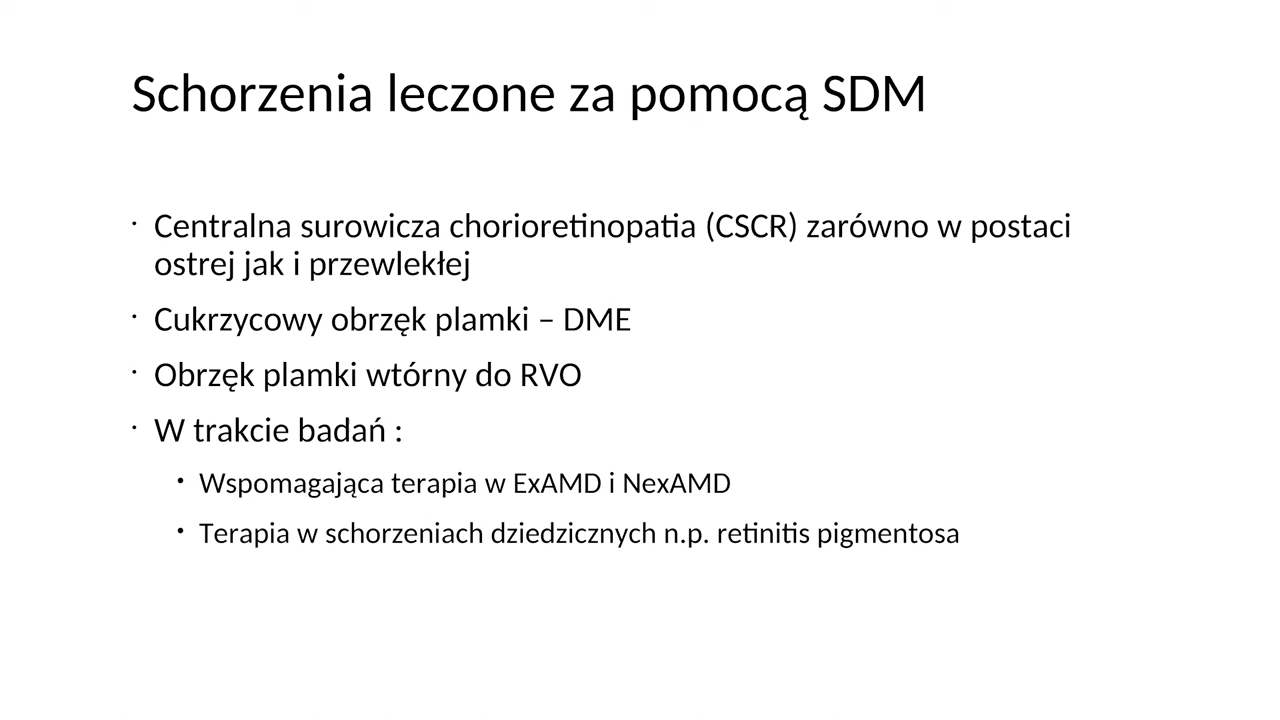 Schorzenia leczone za pomocą SDM
· Centralna surowicza chorioretinopatia (CSCR) zarówno w postaci
ostrej jak i przewlekłej
· Cukrzycowy obrzęk plamki – DME
· Obrzęk plamki wtórny do RVO
· W trakcie badań :
• Wspomagająca terapia w ExAMD i NexAMD
• Terapia w schorzeniach dziedzicznych n.p. retinitis pigmentosa